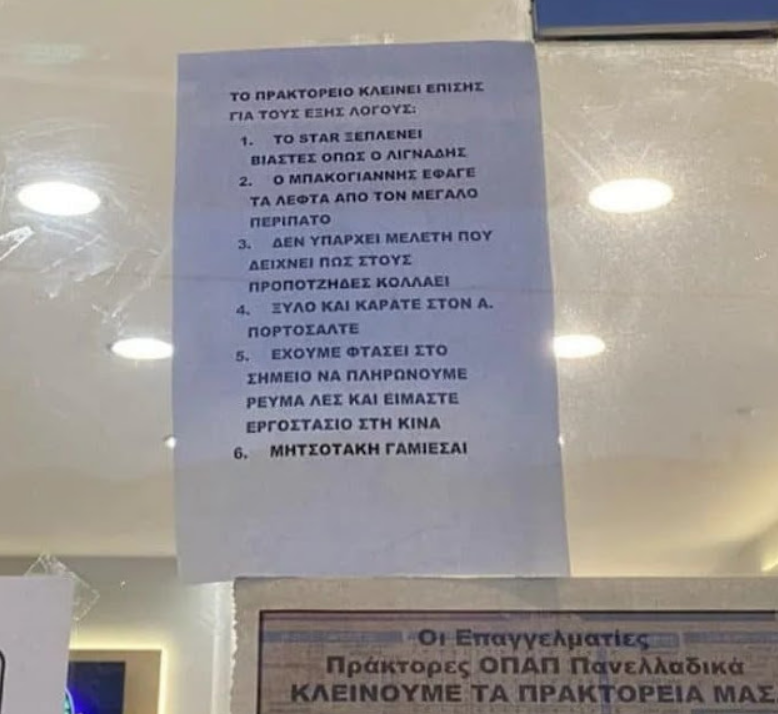 ΤΟ ΠΡΑΚΤΟΡΕΙΟ ΚΛΕΙΝΕΙ ΕΠΙΣΗΣ
ΓΙΑ ΤΟΥΣ ΕΞΗΣ ΛΟΓΟΥΣ:
1. ΤΟ STAR ΞΕΠΛΕΝΕΙ
ΒΙΑΣΤΕΣ ΟΠΩΣ Ο ΛΙΓΝΑΔΗΣ
2. Ο ΜΠΑΚΟΓΙΑΝΝΗΣ ΕΦΑΓΕ
ΤΑ ΛΕΦΤΑ ΑΠΟ ΤΟΝ ΜΕΓΑΛΟ
ΠΕΡΙΠΑΤΟ
3. ΔΕΝ ΥΠΑΡΧΕΙ ΜΕΛΕΤΗ ΠΟΥ
ΔΕΙΧΝΕΙ ΠΩΣ ΣΤΟΥΣ
ΠΡΟΠΟΤΖΗΔΕΣ ΚΟΛΛΑΕΙ
4. ΞΥΛΟ ΚΑΙ ΚΑΡΑΤΕ ΣΤΟΝ Α.
ΠΟΡΤΟΣΑΛΤΕ
5. ΕΧΟΥΜΕ ΦΤΑΣΕΙ ΣΤΟ
ΣΗΜΕΙΟ ΝΑ ΠΛΗΡΩΝΟΥΜΕ
ΡΕΥΜΑ ΛΕΣ ΚΑΙ ΕΙΜΑΣΤΕ
ΕΡΓΟΣΤΑΣΙΟ ΣΤΗ ΚΙΝΑ
6. ΜΗΤΣΟΤΑΚΗ ΓΑΜΙΕΣΑΙ
Οι Επαγγελματίες
Πράκτορες ΟΠΑΠ Πανελλαδικά
ΚΛΕΙΝΟΥΜΕ ΤΑ ΠΡΑΚΤΟΡΕΙΑ ΜΑΣ